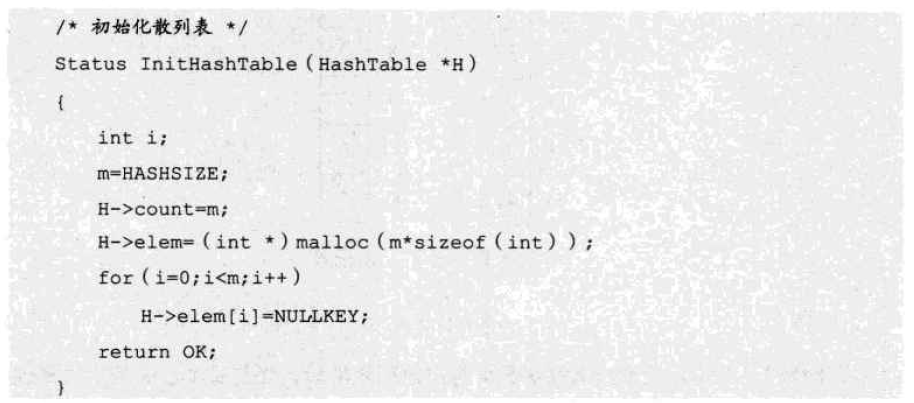 /* 初始化散列表 */
Status InitHashTable(HashTable *H)
{
    int i;
    m=HASHSIZE;
    H->count=m;
    H->elem=(int *)malloc(m*sizeof(int));
    for(i=0;i<m;i++)
        H->elem[i]=NULLKEY;
    return OK;
}